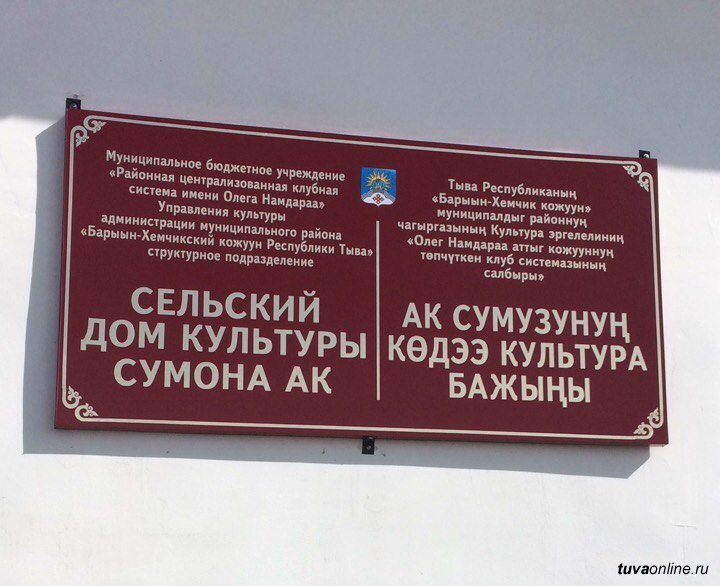 Муниципальное бюджетное учреждение
«Районная централизованная клубная
система имени Олега Намдараа»
Управления культуры
администрации муниципального района
«Барыын-Хемчикский кожуун Республики Тыва»
структурное подразделение
СЕЛЬСКИЙ
ДОМ КУЛЬТУРЫ
СУМОНА АК
Тыва Республиканың
«Барыын-Хемчик кожуун»
муниципалдыг районнуң
чагыргазының Культура эргелелиниң
«Олег Намдараа аттыг кожууннуң
төпчүткен клуб системазының
салбыры»
АК СУМУЗУНУҢ
КӨДЭЭ КУЛЬТУРА
БАЖЫҢЫ
tuvaonline.ru